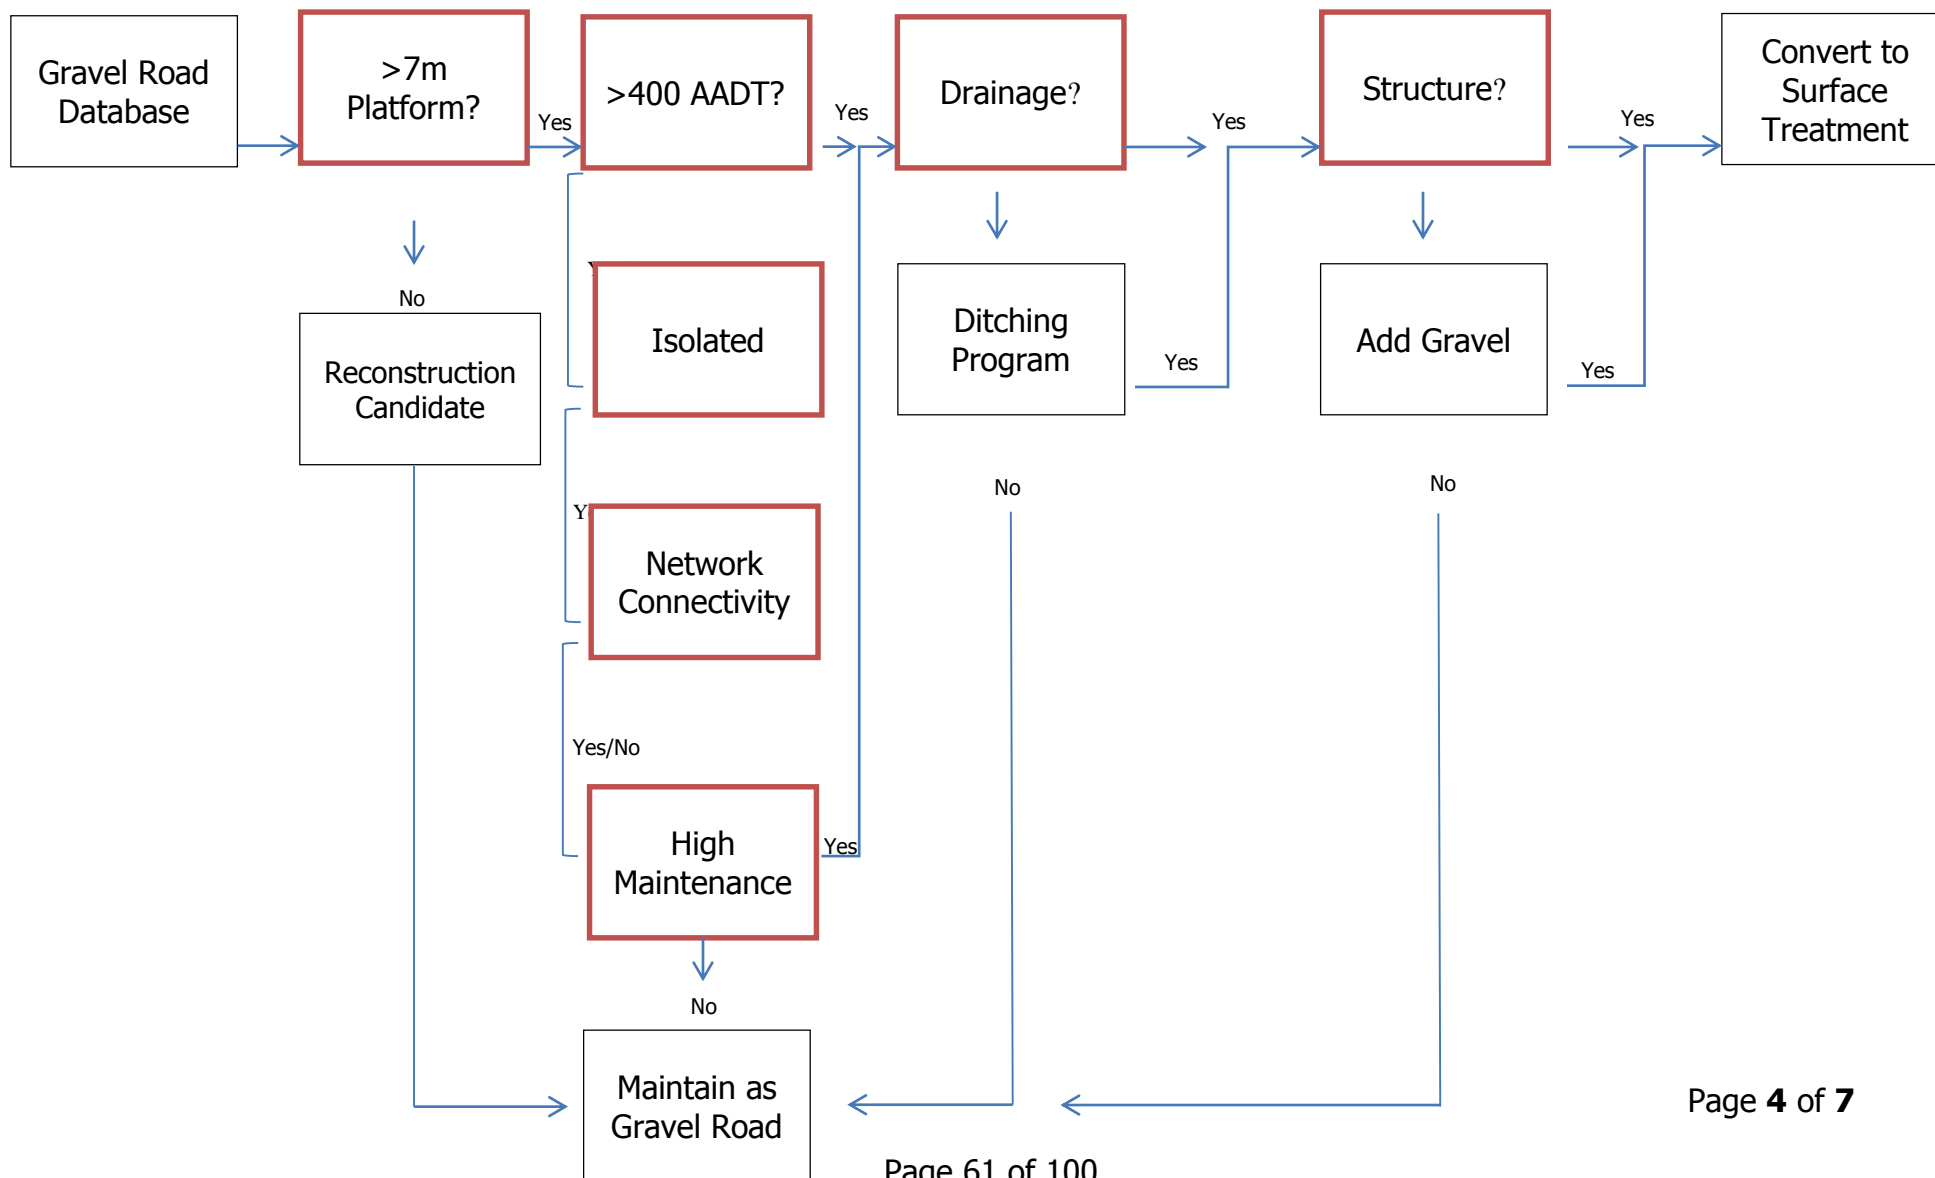 Gravel Road
Database
>7m
Platform?
Yes
>400 AADT?
Yes
Drainage?
Yes
Structure?
Yes
Convert to
Surface
Treatment
No
Reconstruction
Candidate
Isolated
Ditching
Program
Yes
Add Gravel
Yes
Network
Connectivity
No
No
Yes/No
High
Maintenance
Yes
No
Maintain as
Gravel Road
Page 4 of 7
Page 61 of 100